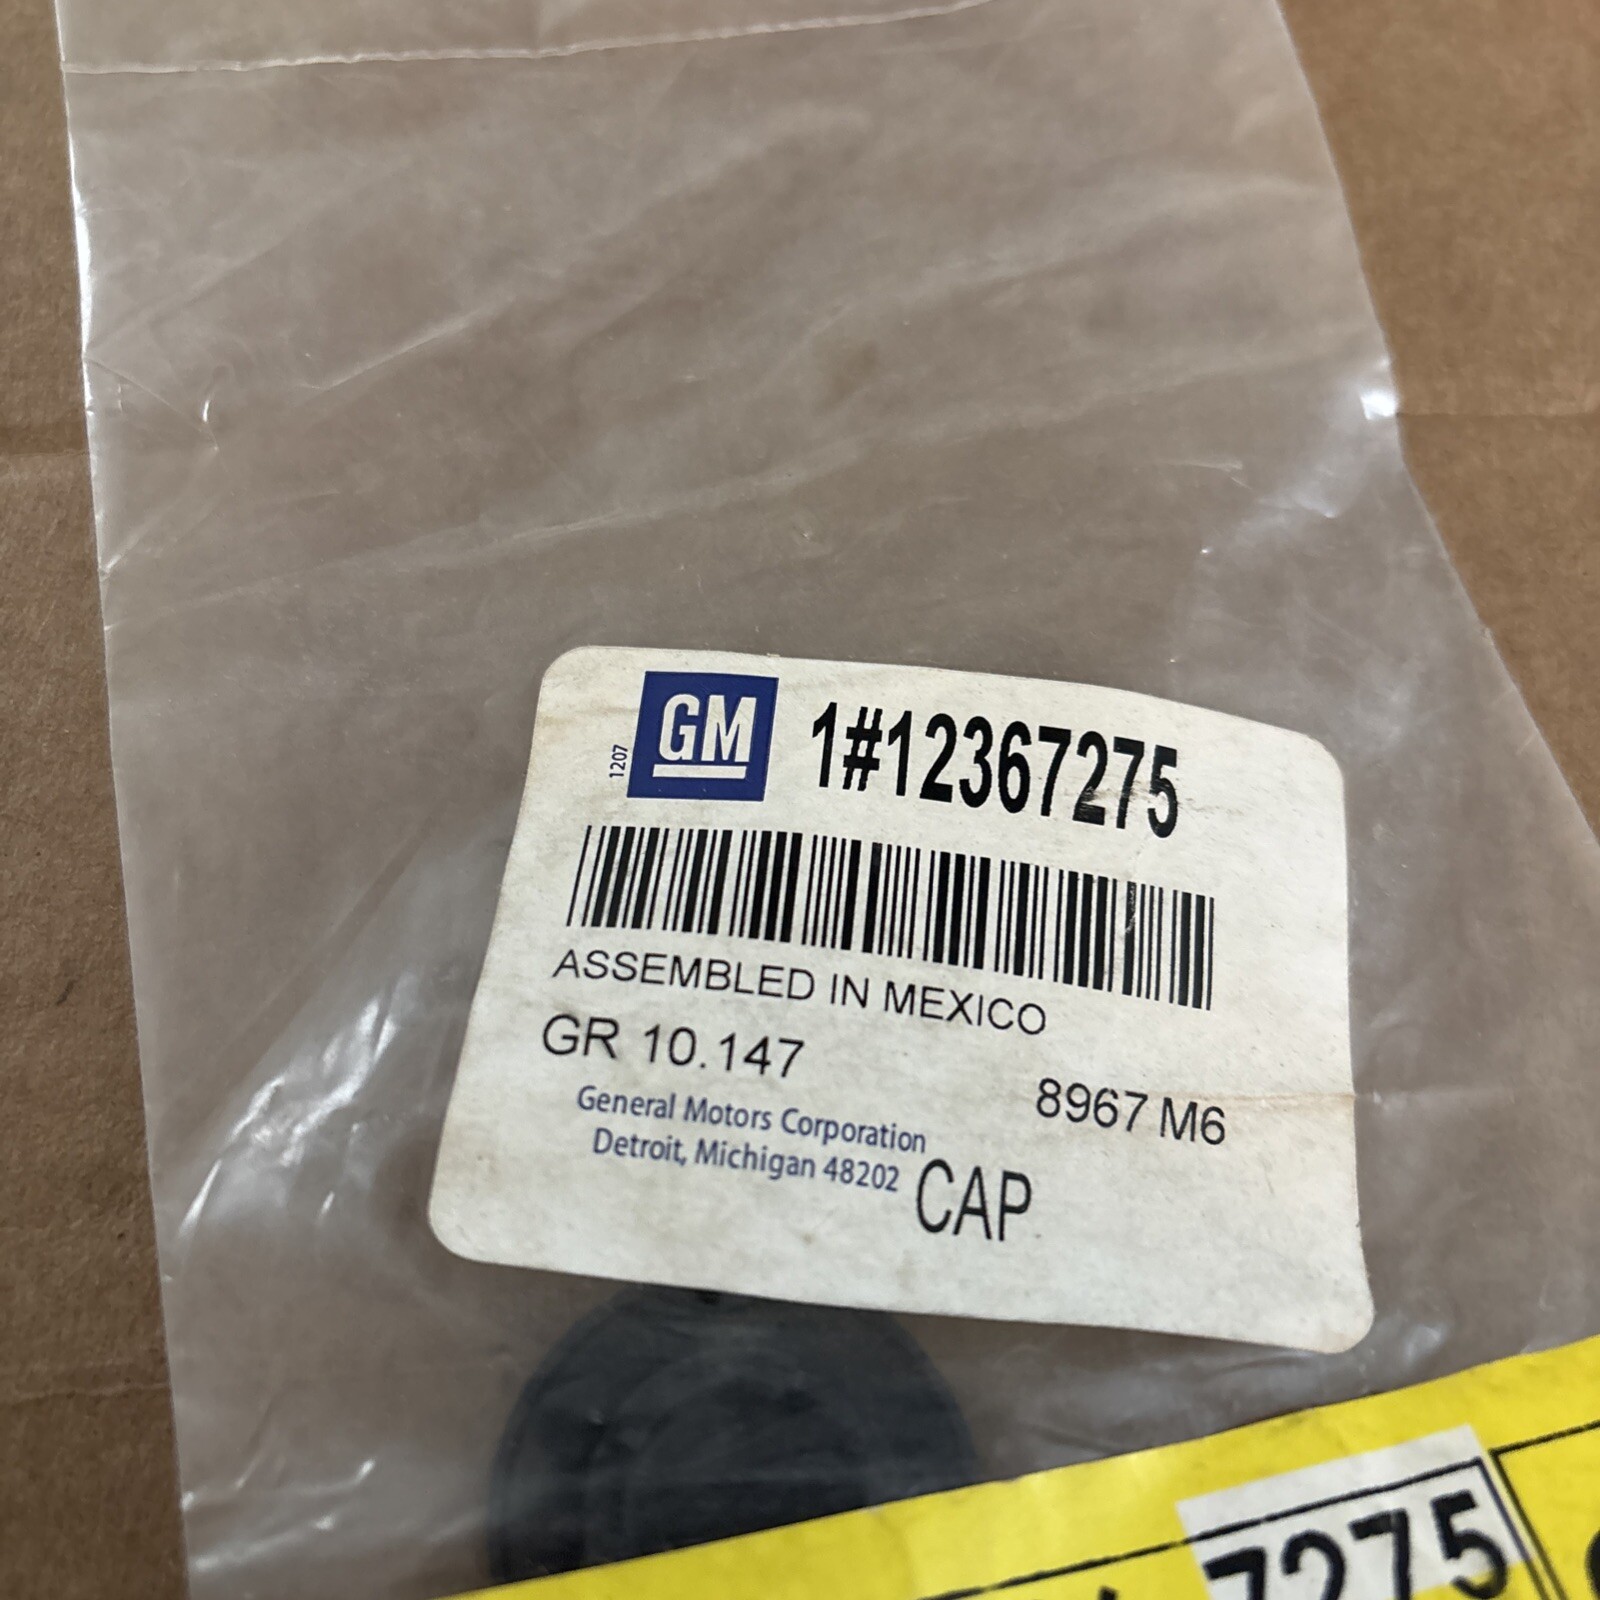 GM
1207
1#12367275
ASSEMBLED IN MEXICO
GR 10.147
8967 M6
General Motors Corporation
Detroit, Michigan 48202
CAP
7275